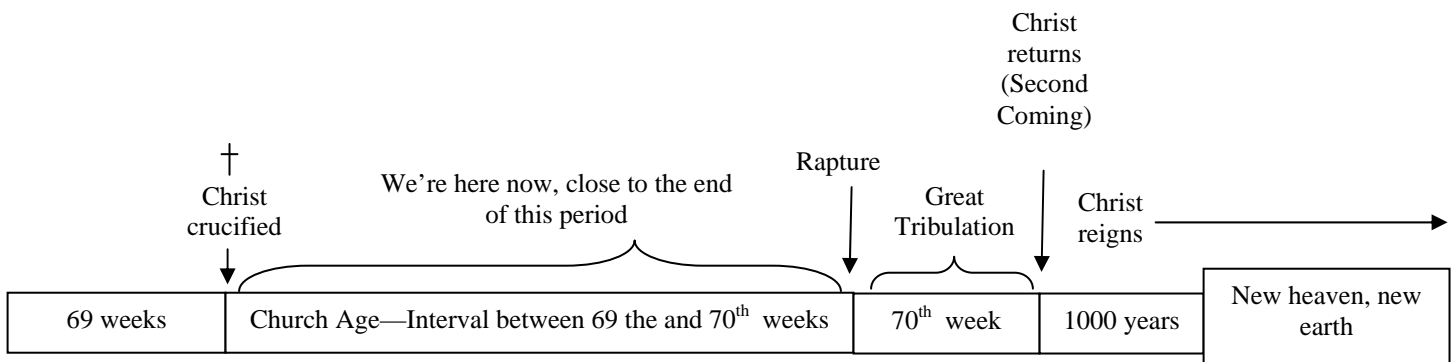 Christ
returns
(Second
Coming)
†
Christ
crucified
We’re here now, close to the end
of this period
Rapture
Great
Tribulation
Christ
reigns
69 weeks
Church Age—Interval between 69 the and 70th weeks
70th week
1000 years
New heaven, new
earth